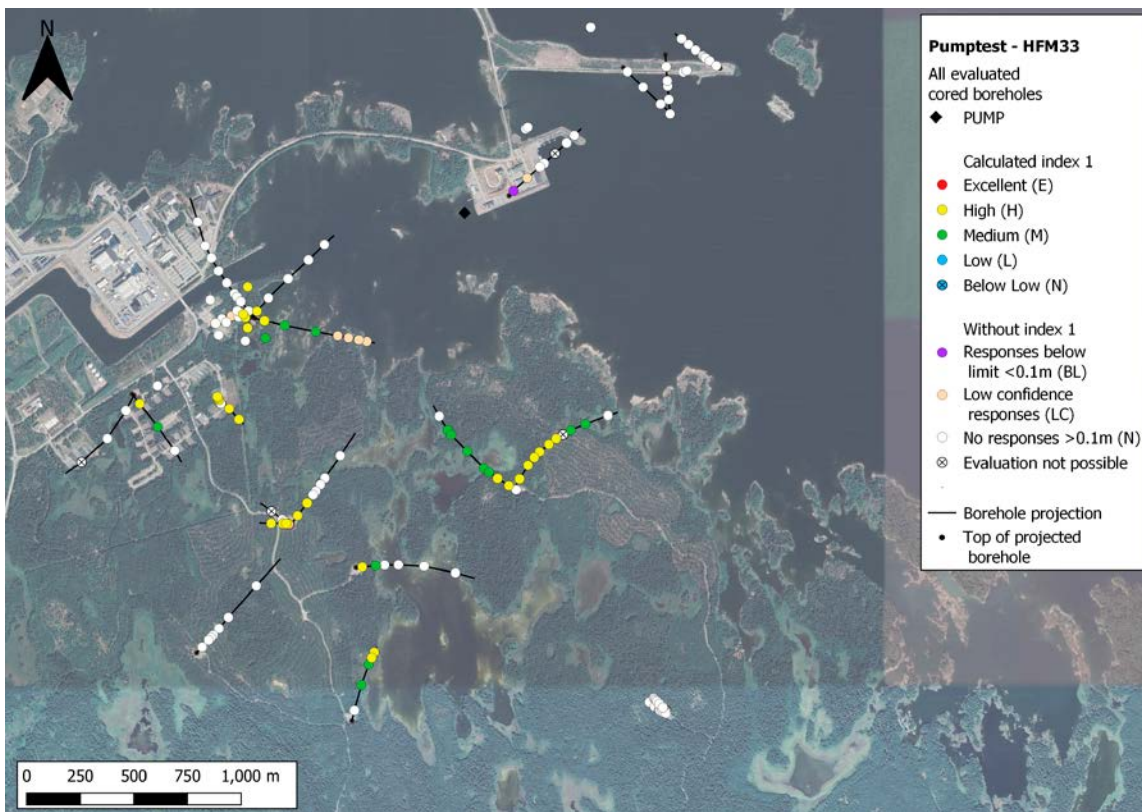 N
Pumptest - HFM33
All evaluated
cored boreholes
PUMP
Calculated index 1
Excellent (E)
High (H)
Medium (M)
Low (L)
Below Low (N)
Without index 1
Responses below
limit <0.1m (BL)
Low confidence
responses (LC)
No responses >0.1m (N)
Evaluation not possible
Borehole projection
Top of projected
borehole
0 250 500 750 1,000 m